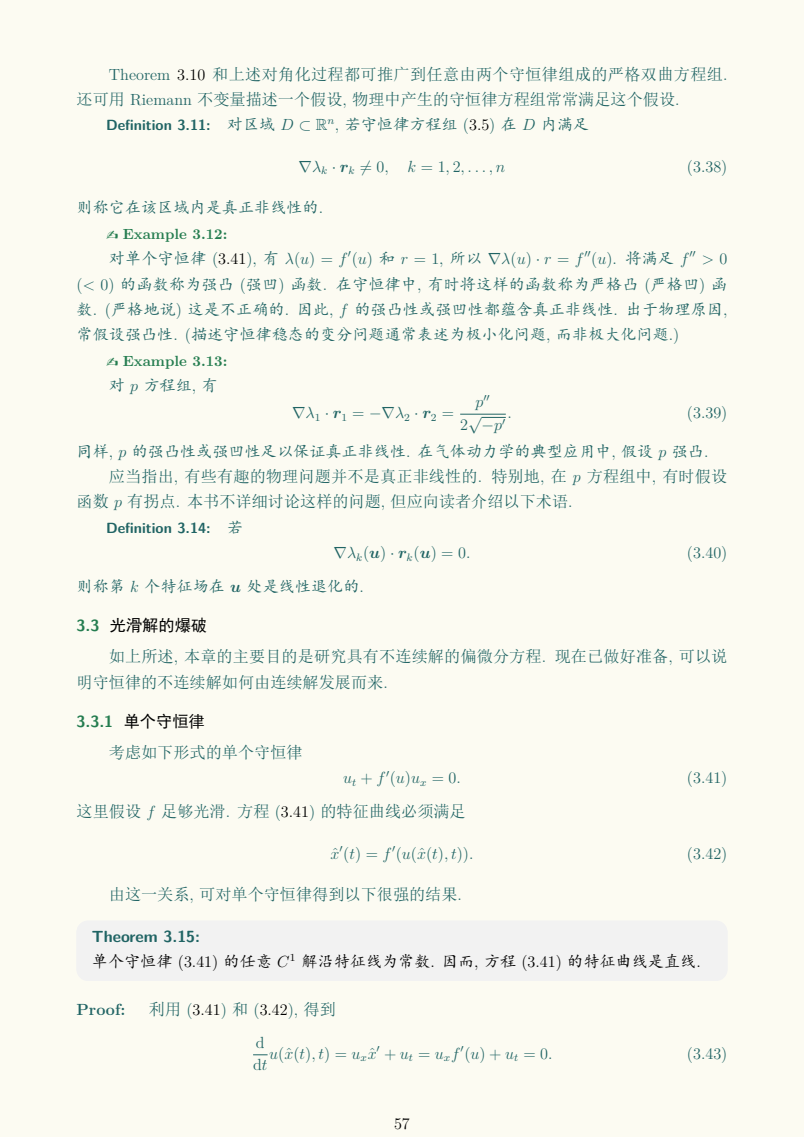 Theorem 3.10 和上述对角化过程都可推广到任意由两个守恒律组成的严格双曲方程组.
还可用 Riemann 不变量描述一个假设, 物理中产生的守恒律方程组常常满足这个假设.
Definition 3.11: 对区域 D ⊂ ℝⁿ, 若守恒律方程组 (3.5) 在 D 内满足
∇λₖ · rₖ ≠ 0, k = 1, 2, . . . , n (3.38)
则称它在该区域内是真正非线性的.
✍ Example 3.12:
对单个守恒律 (3.41), 有 λ(u) = f′(u) 和 r = 1, 所以 ∇λ(u) · r = f″(u). 将满足 f″ > 0
(< 0) 的函数称为强凸 (强凹) 函数. 在守恒律中, 有时将这样的函数称为严格凸 (严格凹) 函
数. (严格地说) 这是不正确的. 因此, f 的强凸性或强凹性都蕴含真正非线性. 出于物理原因,
常假设强凸性. (描述守恒律稳态的变分问题通常表述为极小化问题, 而非极大化问题.)
✍ Example 3.13:
对 p 方程组, 有
∇λ₁ · r₁ = −∇λ₂ · r₂ = p″ / 2√−p′. (3.39)
同样, p 的强凸性或强凹性足以保证真正非线性. 在气体动力学的典型应用中, 假设 p 强凸.
应当指出, 有些有趣的物理问题并不是真正非线性的. 特别地, 在 p 方程组中, 有时假设
函数 p 有拐点. 本书不详细讨论这样的问题, 但应向读者介绍以下术语.
Definition 3.14: 若
∇λₖ(u) · rₖ(u) = 0. (3.40)
则称第 k 个特征场在 u 处是线性退化的.
3.3 光滑解的爆破
如上所述, 本章的主要目的是研究具有不连续解的偏微分方程. 现在已做好准备, 可以说
明守恒律的不连续解如何由连续解发展而来.
3.3.1 单个守恒律
考虑如下形式的单个守恒律
uₜ + f′(u)uₓ = 0. (3.41)
这里假设 f 足够光滑. 方程 (3.41) 的特征曲线必须满足
x̂′(t) = f′(u(x̂(t), t)). (3.42)
由这一关系, 可对单个守恒律得到以下很强的结果.
Theorem 3.15:
单个守恒律 (3.41) 的任意 C¹ 解沿特征线为常数. 因而, 方程 (3.41) 的特征曲线是直线.
Proof: 利用 (3.41) 和 (3.42), 得到
d/dt u(x̂(t), t) = uₓx̂′ + uₜ = uₓf′(u) + uₜ = 0. (3.43)
57